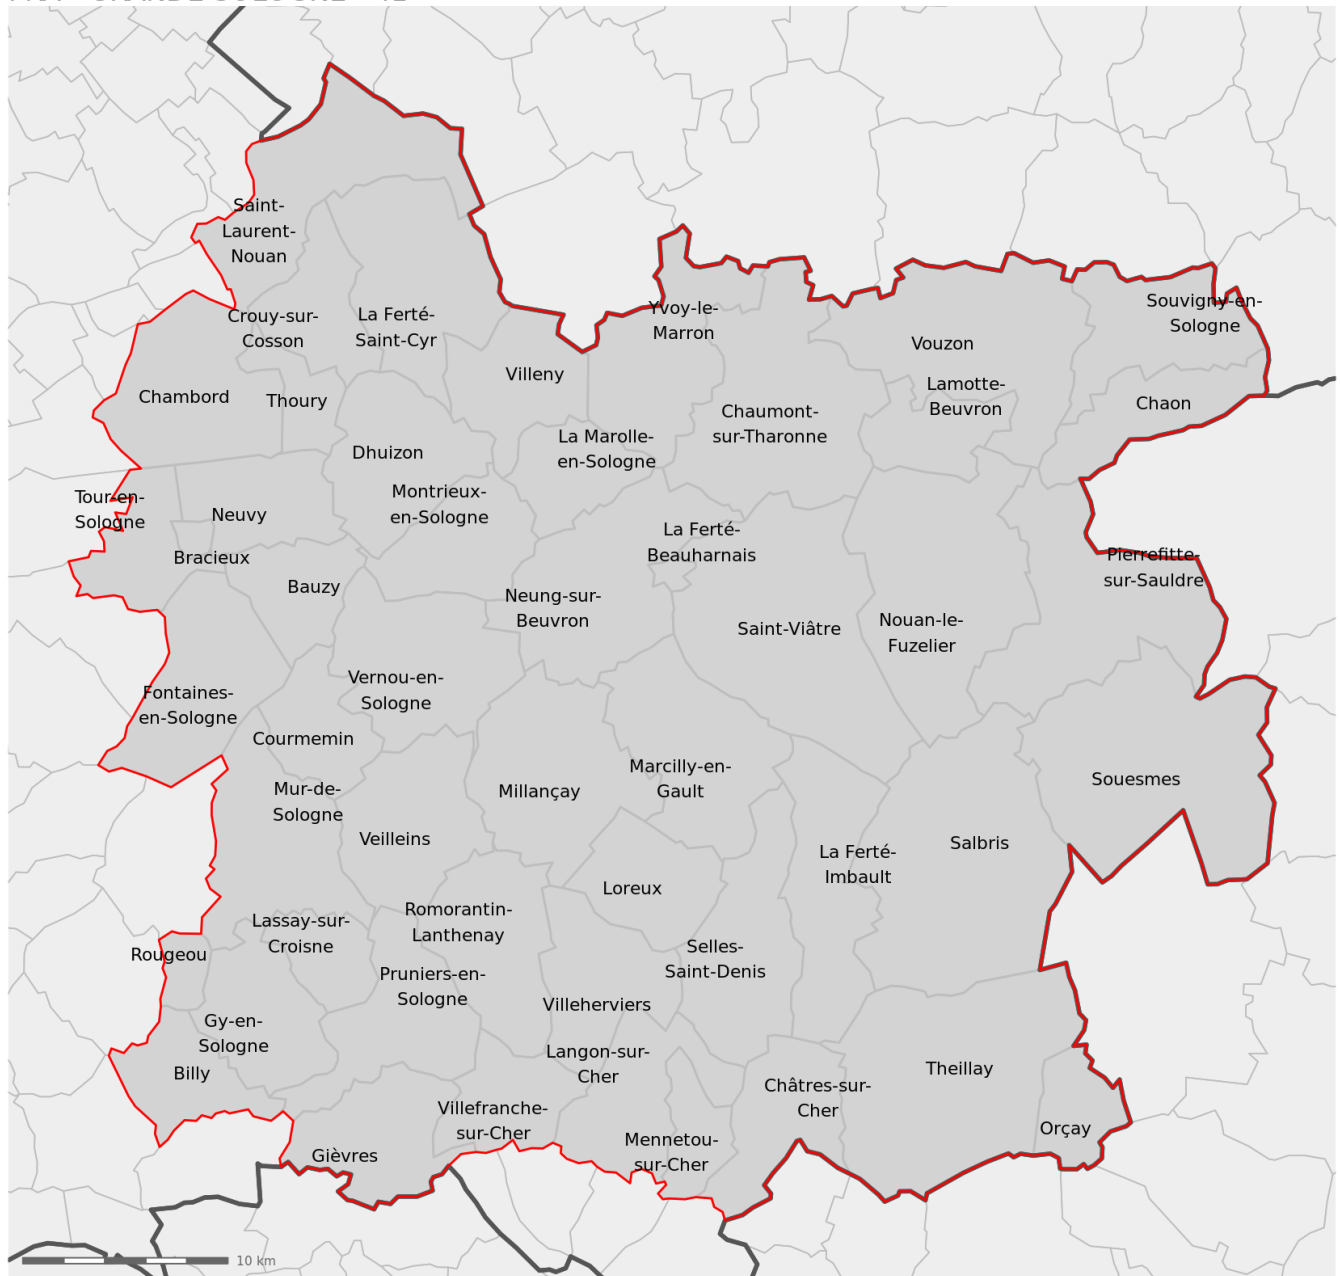 Saint-
Laurent-
Nouan
Crouy-sur-
Cosson
La Ferté-
Saint-Cyr
Yvoy-le-
Marron
Souvigny-en-
Sologne
Vouzon
Villeny
Lamotte-
Beuvron
Chambord
Thoury
Chaumont-
sur-Tharonne
Chaon
Dhuizon
La Marolle-
en-Sologne
Tour-en-
Sologne
Neuvy
Montrieux-
en-Sologne
Bracieux
La Ferté-
Beauharnais
Pierrefitte-
sur-Sauldre
Bauzy
Neung-sur-
Beuvron
Saint-Viâtre
Nouan-le-
Fuzelier
Fontaines-
en-Sologne
Vernou-en-
Sologne
Courmemin
Mur-de-
Sologne
Millançay
Marcilly-en-
Gault
Souesmes
Veilleins
La Ferté-
Imbault
Salbris
Loreux
Lassay-sur-
Croisne
Romorantin-
Lanthenay
Rougeou
Selles-
Saint-Denis
Pruniers-en-
Sologne
Villeherviers
Gy-en-
Sologne
Billy
Langon-sur-
Cher
Châtres-sur-
Cher
Theillay
Villefranche-
sur-Cher
Orçay
Gièvres
Mennetou-
sur-Cher
10 km